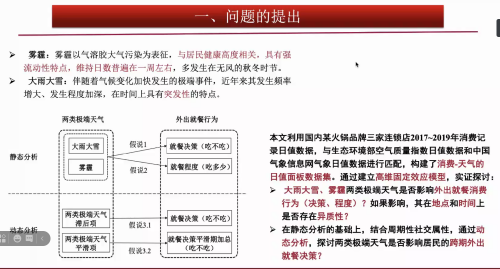 一、问题的提出
雾霾：雾霾以气溶胶大气污染为表征，与居民健康高度相关，具有强
流动性特点，维持日数普遍在一周左右，多发生在无风的秋冬时节。
大雨大雪：伴随着气候变化加快发生的极端事件，近年来其发生频率
增大、发生程度加深，在时间上具有突发性的特点。
两类极端天气
外出就餐行为
静态分析
大雨大雪
雾霾
假说1
假说2
就餐决策（吃不吃）
就餐程度（吃多少）
动态分析
两类极端天气
滞后项
两类极端天气
平滑项
假说3.1
假说3.2
就餐决策（吃不吃）
就餐决策平滑期加总
（吃不吃）
本文利用国内某火锅品牌三家连锁店2017~2019年消费记
录日值数据，与生态环境部空气质量指数日值数据和中国
气象信息网气象日值数据进行匹配，构建了消费-天气的
日值面板数据集。通过建立高维固定效应模型，实证探讨：
大雨大雪、雾霾两类极端天气是否影响外出就餐消费
行为（决策、程度）？如果影响，其在地点和时间上
是否存在异质性？
在静态分析的基础上，结合周期性社交属性，通过动
态分析，探讨两类极端天气是否影响居民的跨期外出
就餐决策？